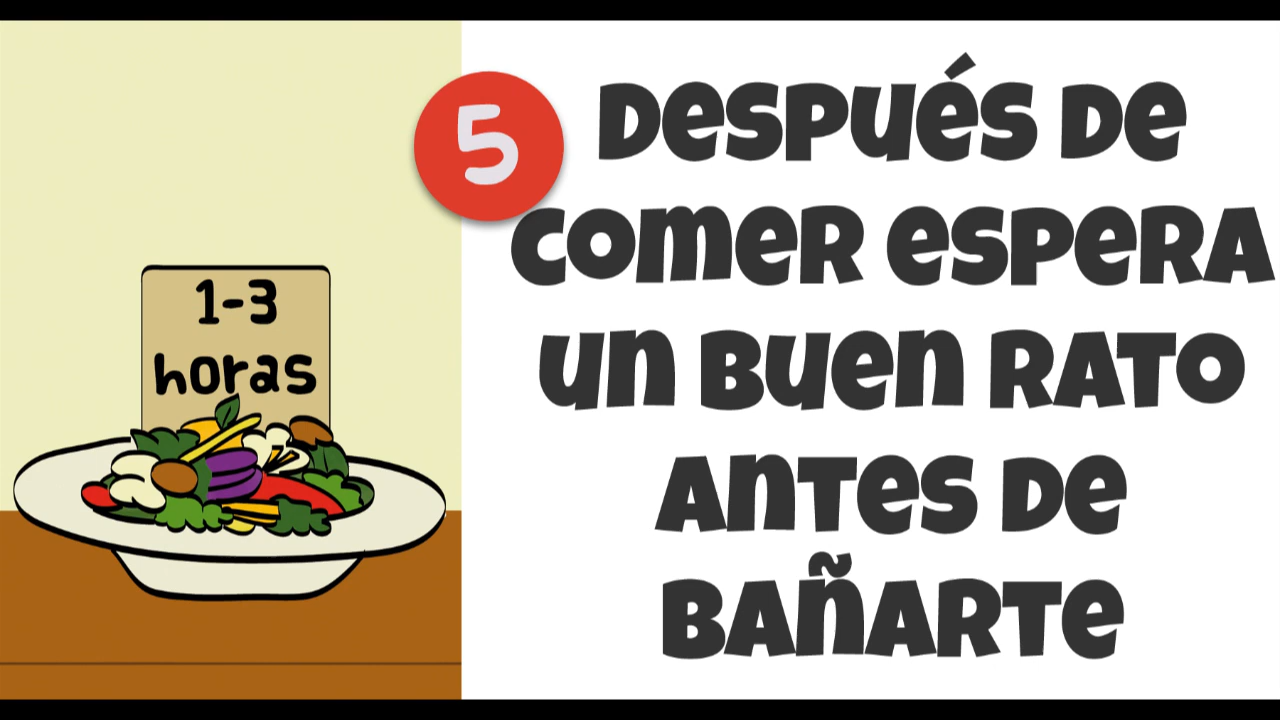 5
Después de
comer espera
un buen rato
antes de
bañarte
1-3
horas